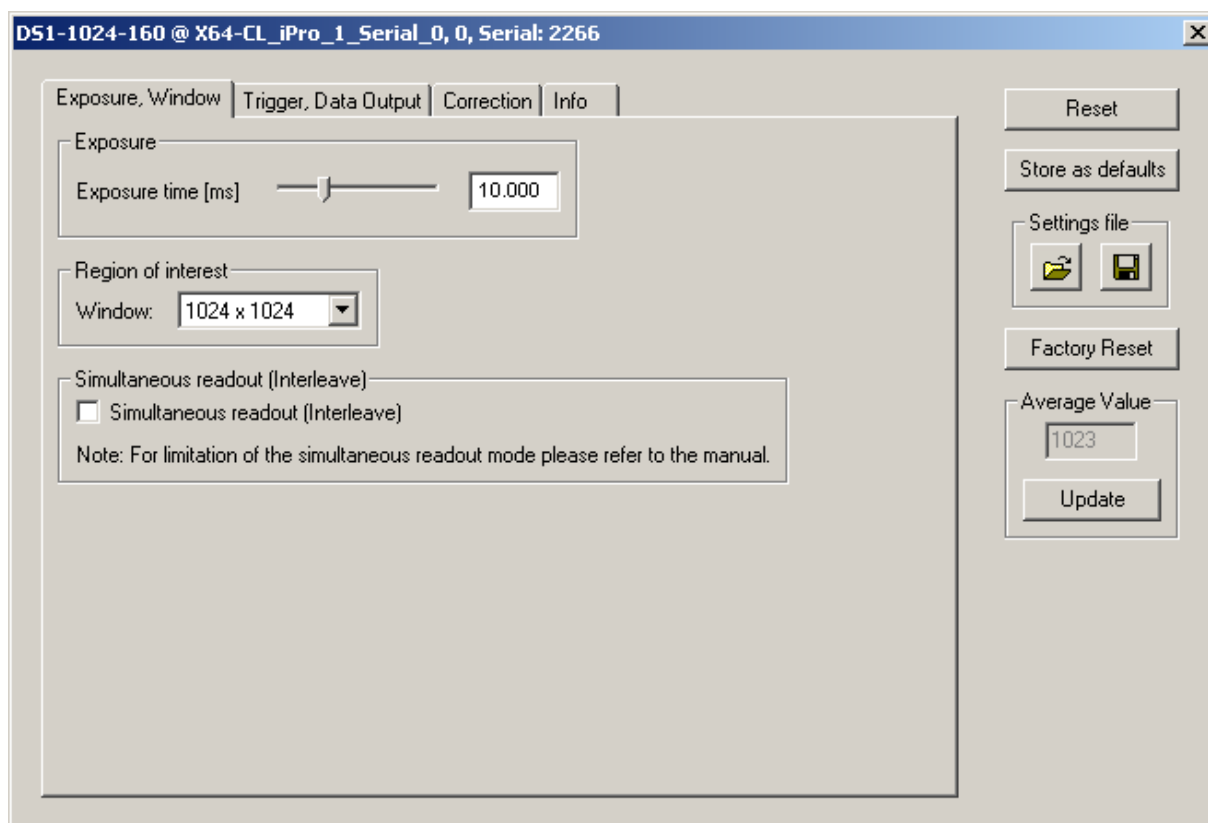 DS1-1024-160 @ X64-CL_iPro_1_Serial_0, 0, Serial: 2266
Exposure, Window
Trigger, Data Output
Correction
Info
Exposure
Exposure time [ms]
10.000
Region of interest
Window:
1024 x 1024
Simultaneous readout (Interleave)
Simultaneous readout (Interleave)
Note: For limitation of the simultaneous readout mode please refer to the manual.
Reset
Store as defaults
Settings file
Factory Reset
Average Value
1023
Update